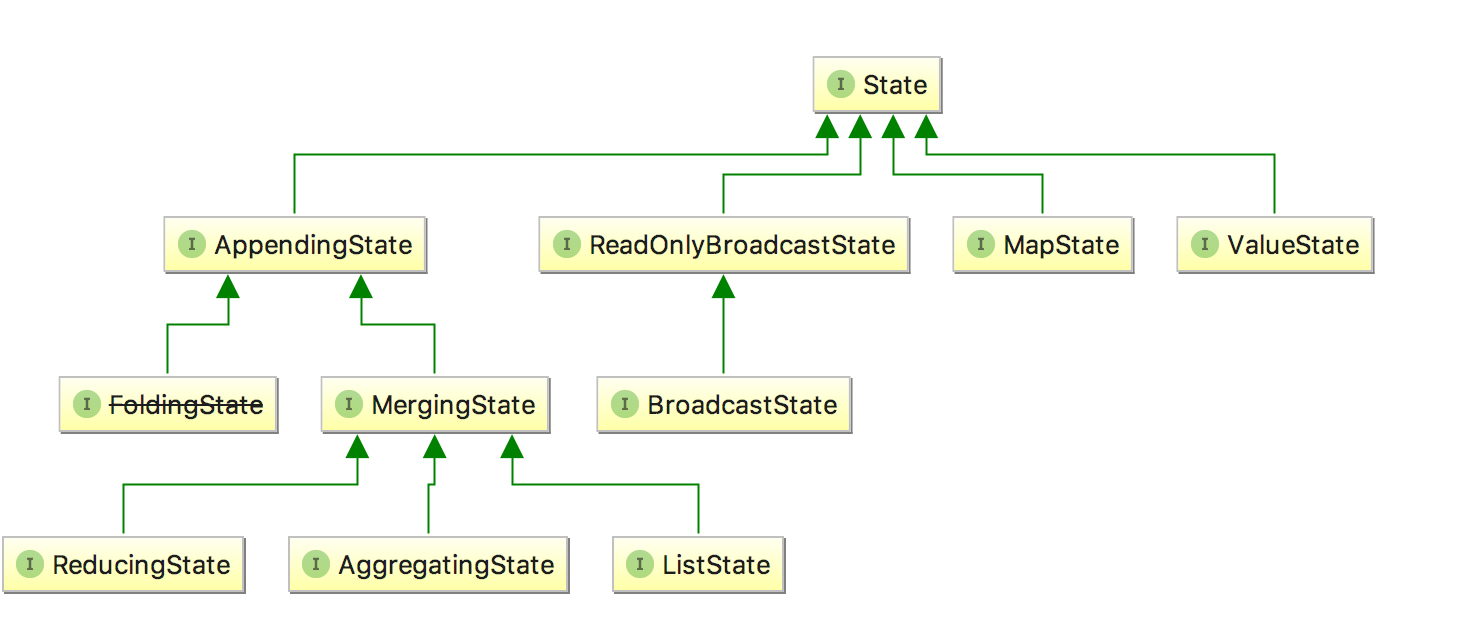 I State
I AppendingState
I ReadOnlyBroadcastState
I MapState
I ValueState
I FoldingState
I MergingState
I BroadcastState
I ReducingState
I AggregatingState
I ListState